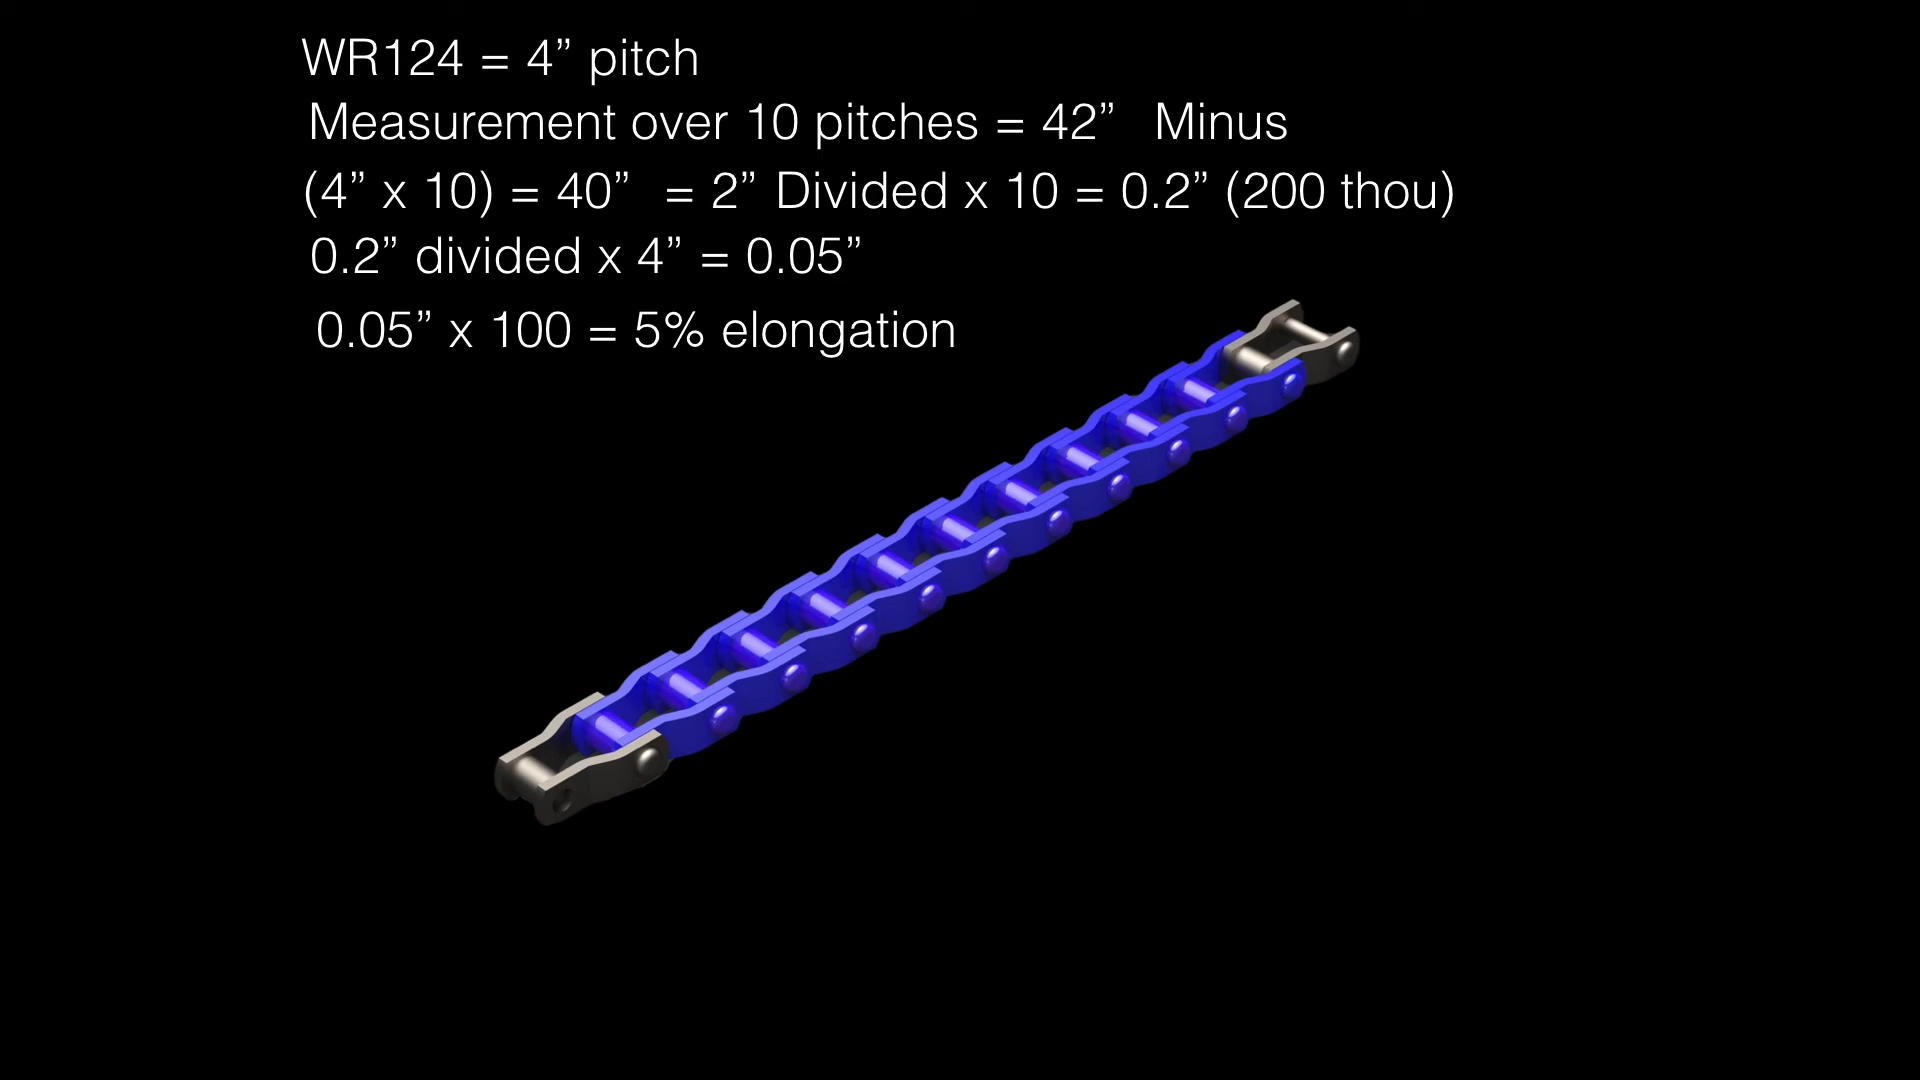 WR124 = 4” pitch
Measurement over 10 pitches = 42” Minus
(4” x 10) = 40” = 2” Divided x 10 = 0.2” (200 thou)
0.2” divided x 4” = 0.05”
0.05” x 100 = 5% elongation